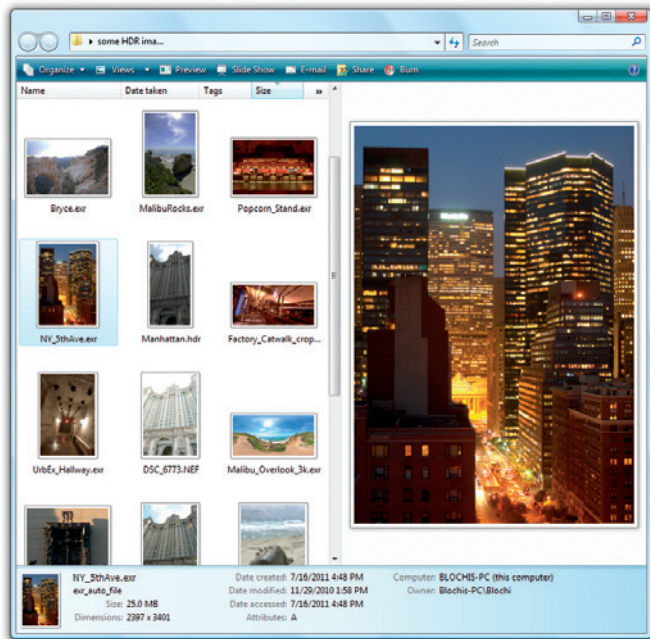 some HDR ima...
Search
Organize Views Preview Slide Show E-mail Share Burn
Name Date taken Tags Size »
Bryce.exr MalibuRocks.exr Popcorn_Stand.exr
NY_5thAve.exr Manhattan.hdr Factory_Catwalk_crop...
UrbEx_Hallway.exr DSC_6773.NEF Malibu_Overlook_3k.exr
NY_5thAve.exr Date created: 7/16/2011 4:48 PM Computer: BLOCHIS-PC (this computer)
exr_auto_file Date modified: 11/29/2010 1:58 PM Owner: Blochis-PC\Blochi
Size: 25.0 MB Date accessed: 7/16/2011 4:48 PM
Dimensions: 2397 x 3401 Attributes: A